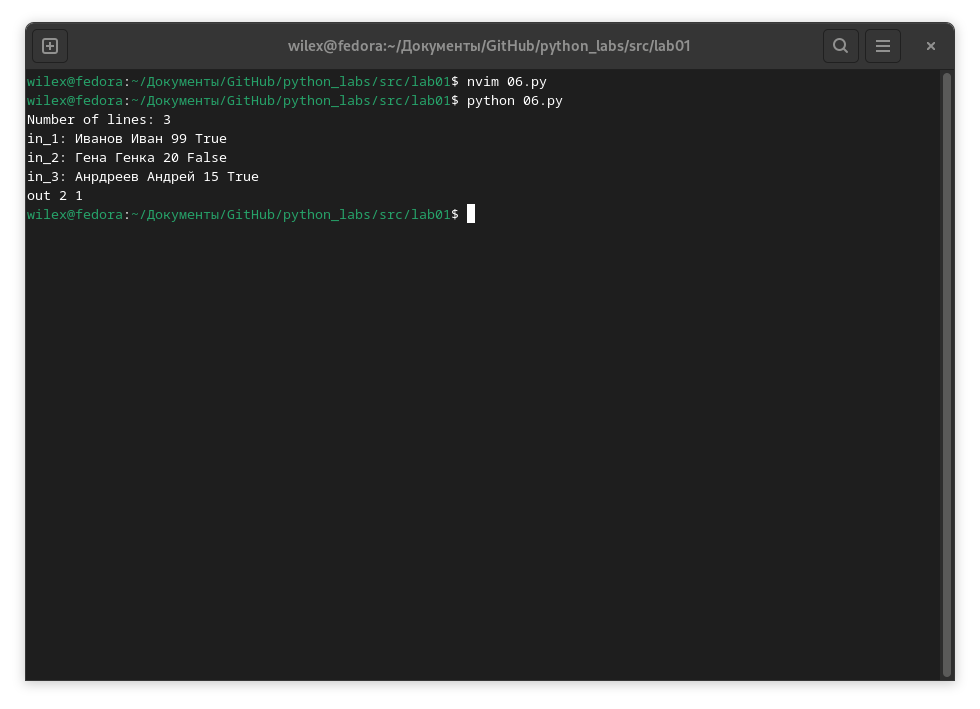 wilex@fedora:~/Документы/GitHub/python_labs/src/lab01
wilex@fedora:~/Документы/GitHub/python_labs/src/lab01$ nvim 06.py
wilex@fedora:~/Документы/GitHub/python_labs/src/lab01$ python 06.py
Number of lines: 3
in_1: Иванов Иван 99 True
in_2: Гена Генка 20 False
in_3: Анрдреев Андрей 15 True
out 2 1
wilex@fedora:~/Документы/GitHub/python_labs/src/lab01$